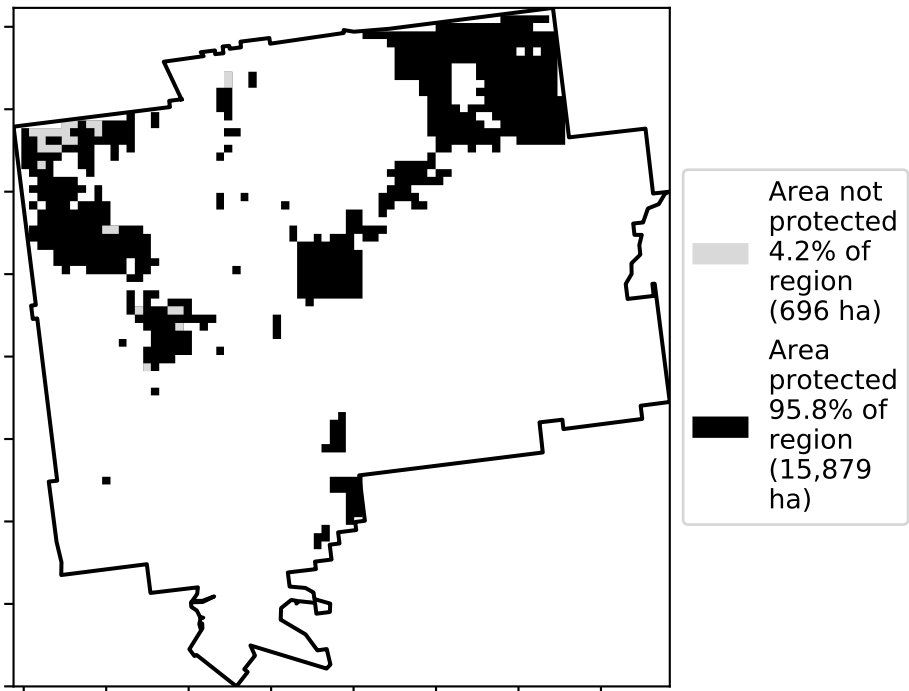 Area not
protected
4.2% of
region
(696 ha)
Area
protected
95.8% of
region
(15,879
ha)